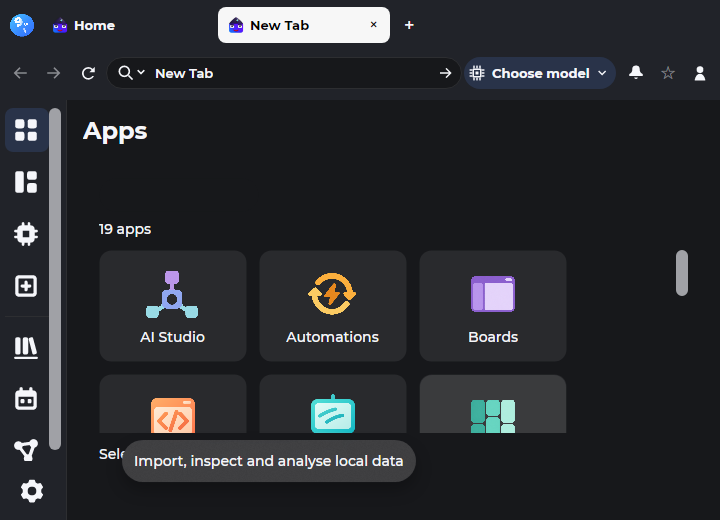 Home
New Tab
New Tab
Choose model
Apps
19 apps
AI Studio
Automations
Boards
Import, inspect and analyse local data